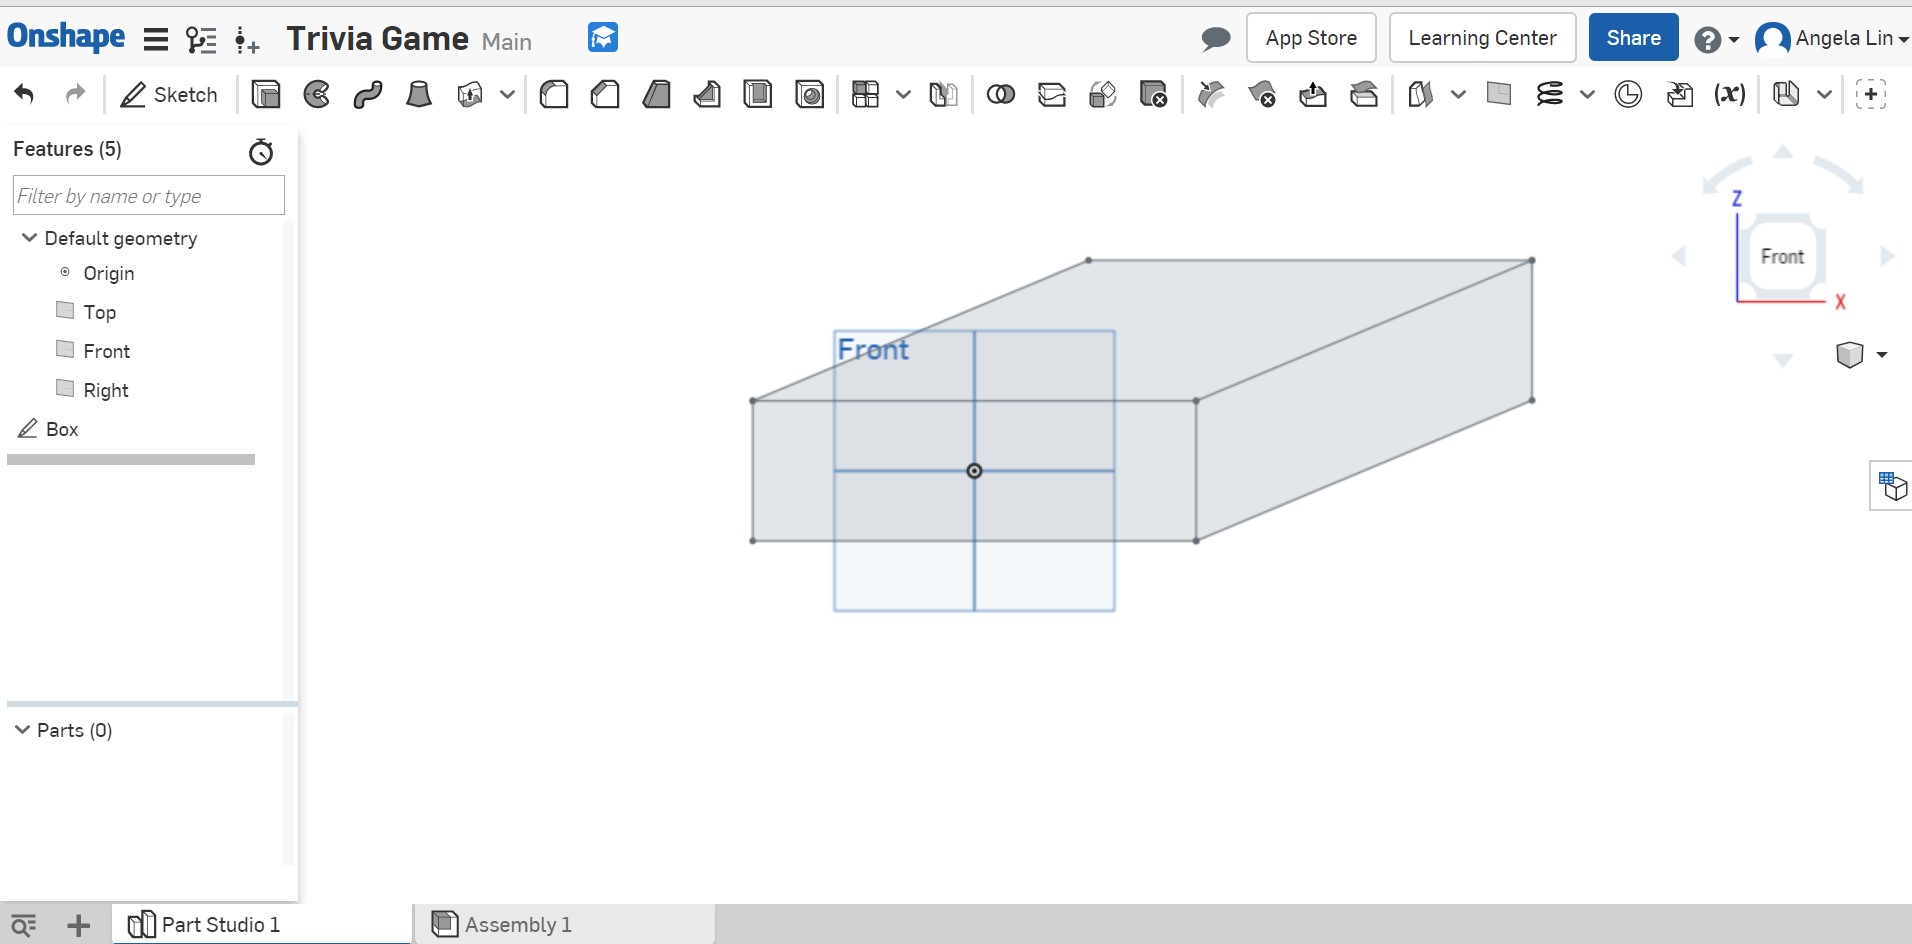 Onshape Trivia Game Main App Store Learning Center Share Angela Lin
Sketch (x)
Features (5)
Filter by name or type
Default geometry
Origin
Top
Front
Right
Box
Parts (0)
Front
Z
Front
X
Part Studio 1 Assembly 1